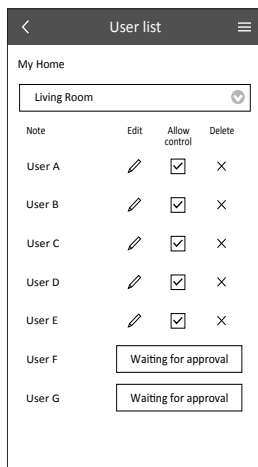 User list
My Home
Living Room
Note Edit Allow control Delete
User A
User B
User C
User D
User E
User F Waiting for approval
User G Waiting for approval